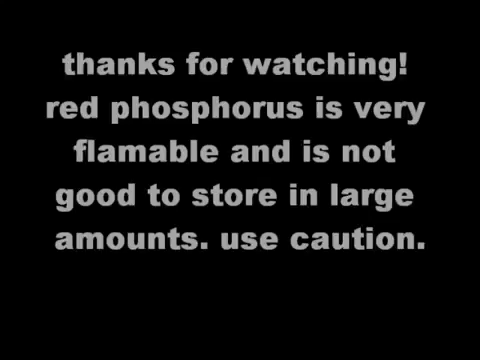 thanks for watching!
red phosphorus is very
flamable and is not
good to store in large
amounts. use caution.